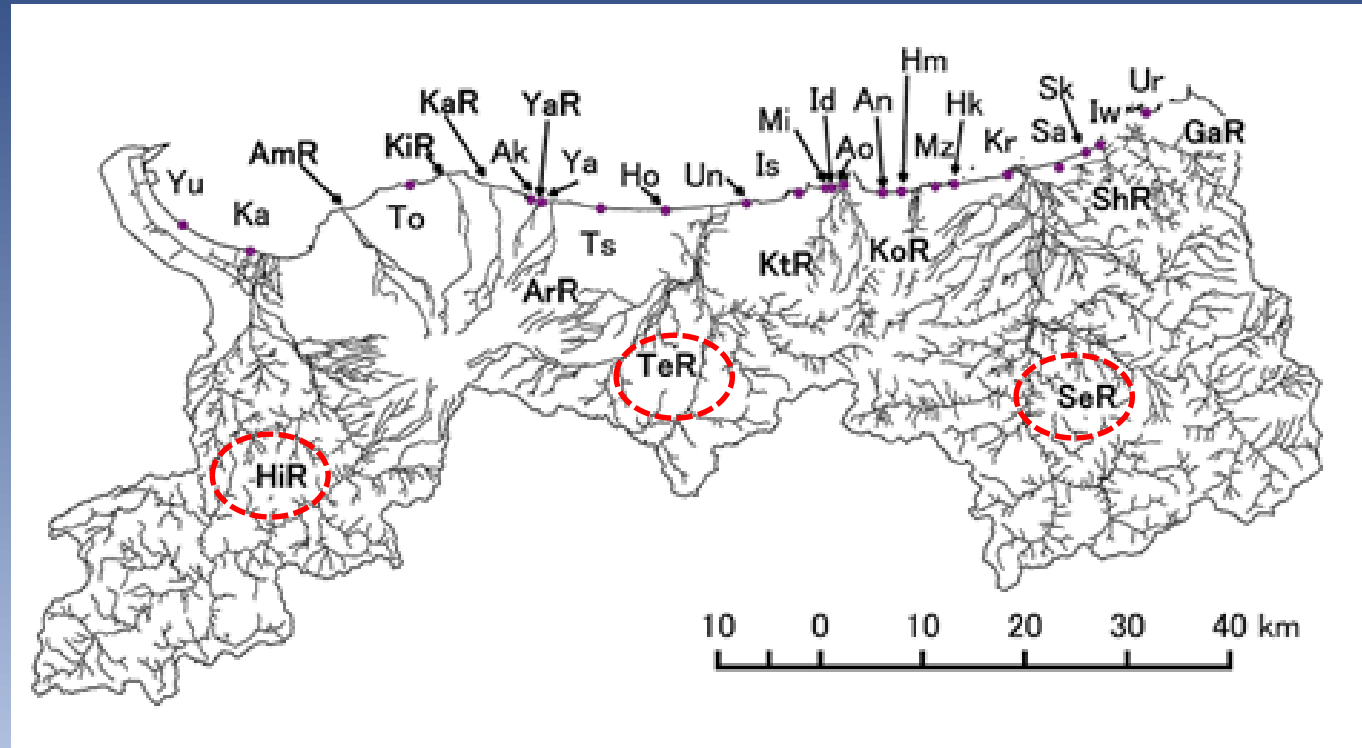 Hm
Ur
Sk
KaR YaR
Id An Hk
Iw
Mi
KiR
Ak
Ao Mz Kr Sa
GaR
AmR
Ya Ho Un Is
Yu
ShR
Ka To
Ts
KtR KoR
ArR
TeR
SeR
HiR
10 0 10 20 30 40 km